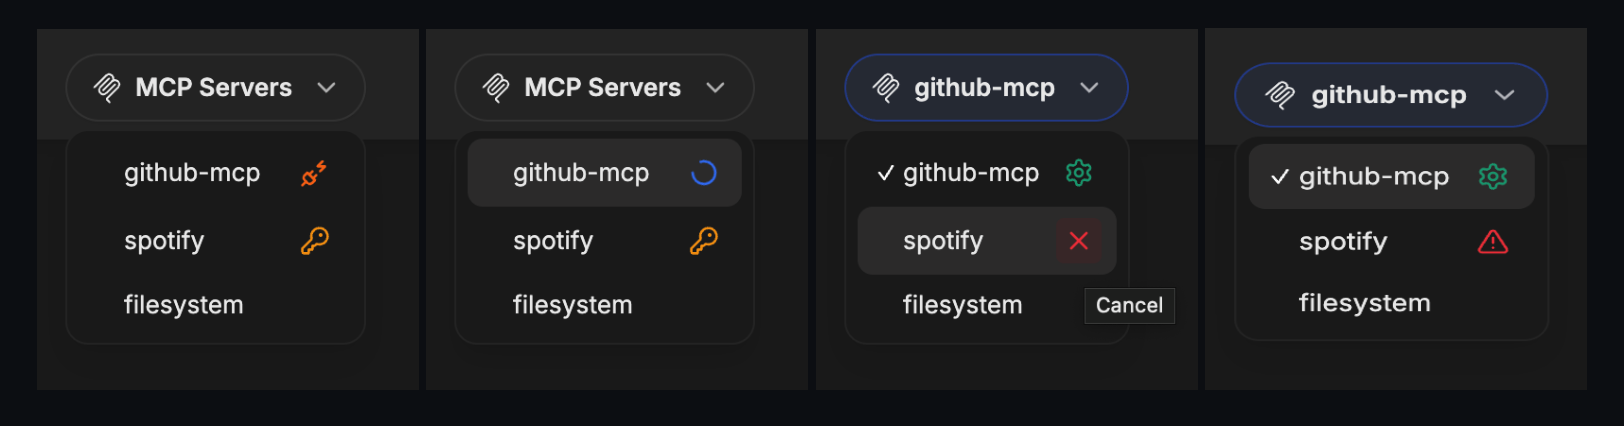 MCP Servers
github-mcp
spotify
filesystem
MCP Servers
github-mcp
spotify
filesystem
github-mcp
github-mcp
spotify
filesystem
Cancel
github-mcp
github-mcp
spotify
filesystem